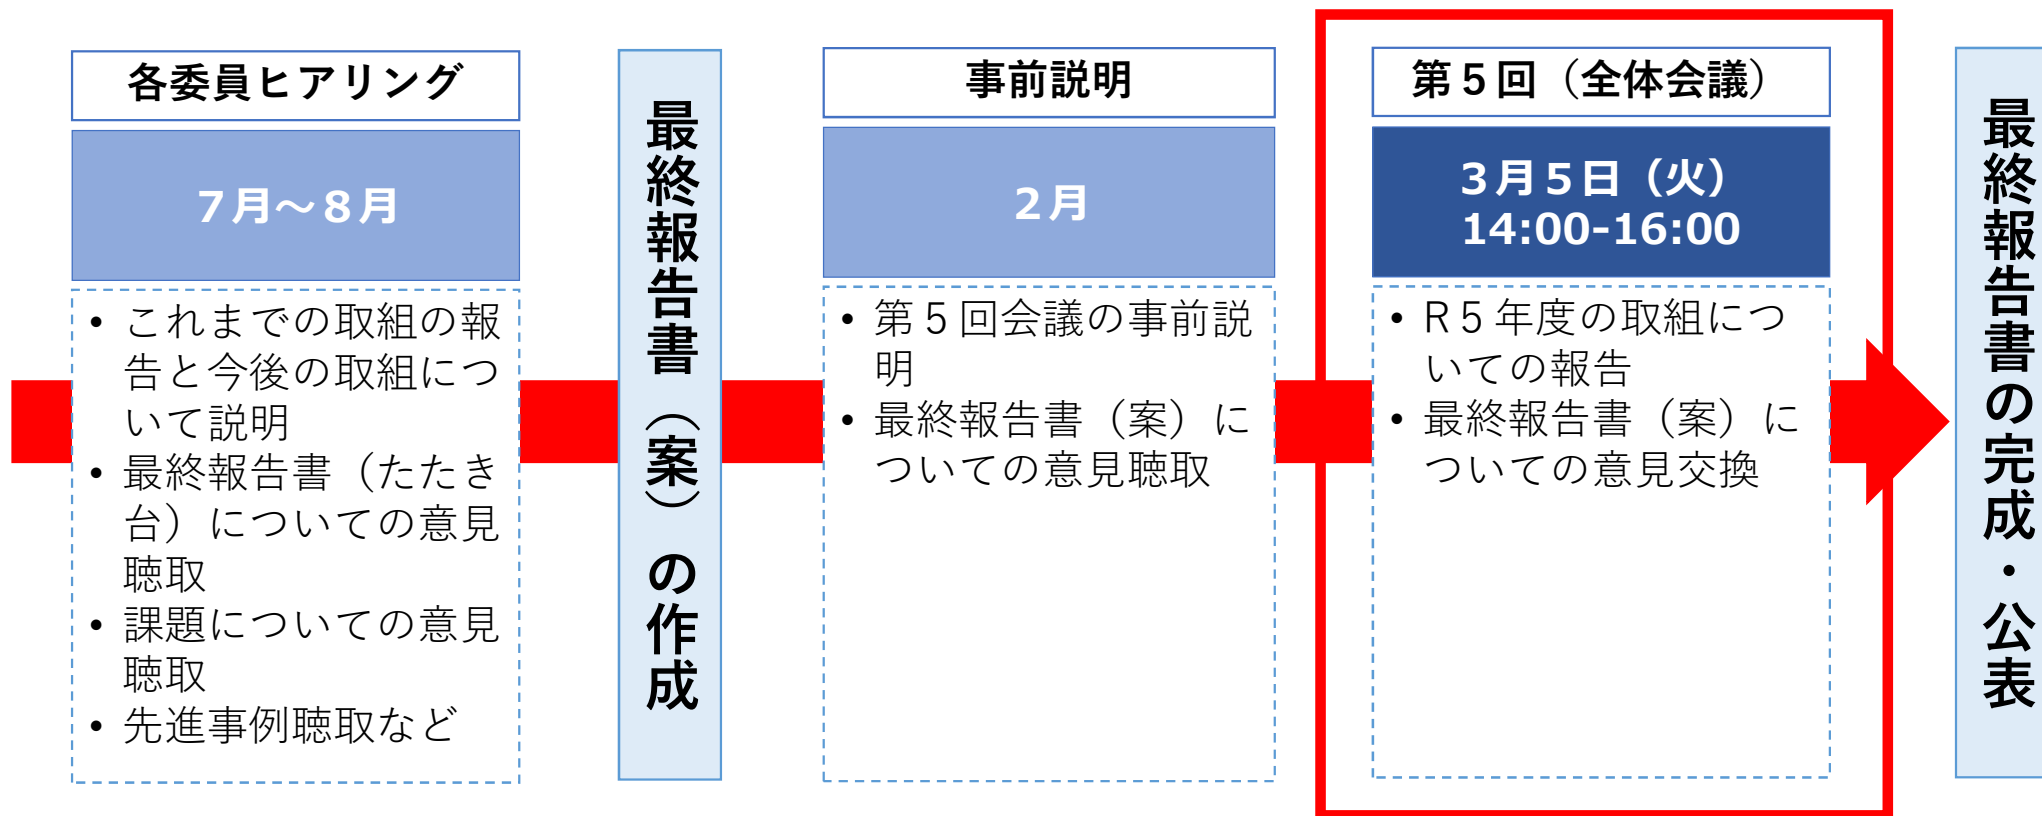 各委員ヒアリング
７月～８月
• これまでの取組の報
告と今後の取組につ
いて説明
• 最終報告書（たたき
台）についての意見
聴取
• 課題についての意見
聴取
• 先進事例聴取など
最終報告書（案）の作成
事前説明
２月
• 第５回会議の事前説
明
• 最終報告書（案）に
ついての意見聴取
第５回（全体会議）
３月５日（火）
14:00-16:00
• R５年度の取組につ
いての報告
• 最終報告書（案）に
ついての意見交換
最終報告書の完成・公表